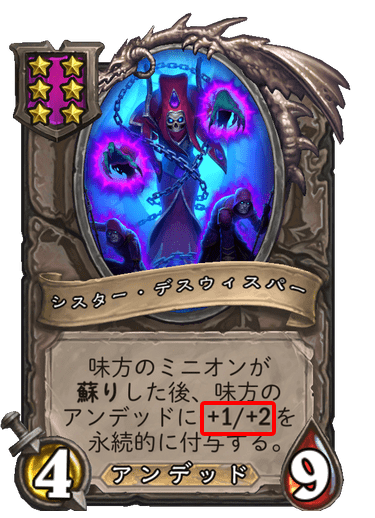 シスター・デスウィスパー
味方のミニオンが
蘇りした後、味方の
アンデッドに +1/+2 を
永続的に付与する。
4
アンデッド
9